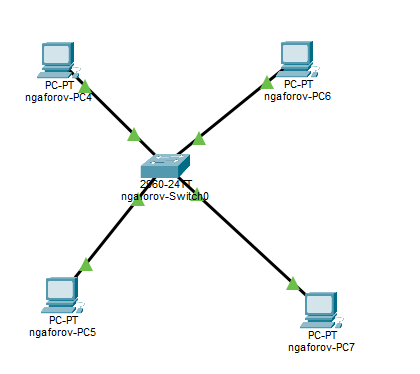 PC-PT
ngaforov-PC4
PC-PT
ngaforov-PC6
2960-24TT
ngaforov-Switch0
PC-PT
ngaforov-PC5
PC-PT
ngaforov-PC7